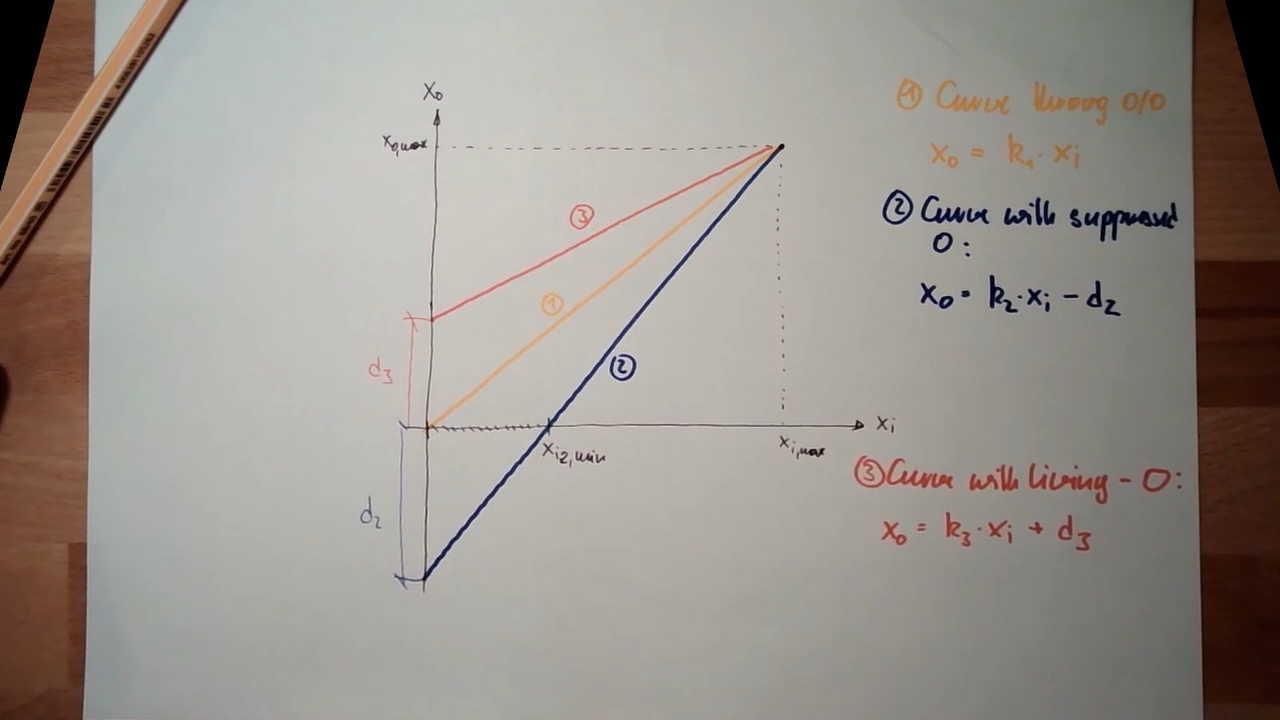 x₀
x₀,max
③
①
②
d₃
d₂
xᵢ
xᵢ₂,min
xᵢ,max
① Curve throug 0/0
x₀ = k₁ · xᵢ
② Curve with suppressed
0:
x₀ = k₂ · xᵢ − d₂
③ Curve with living - 0:
x₀ = k₃ · xᵢ + d₃